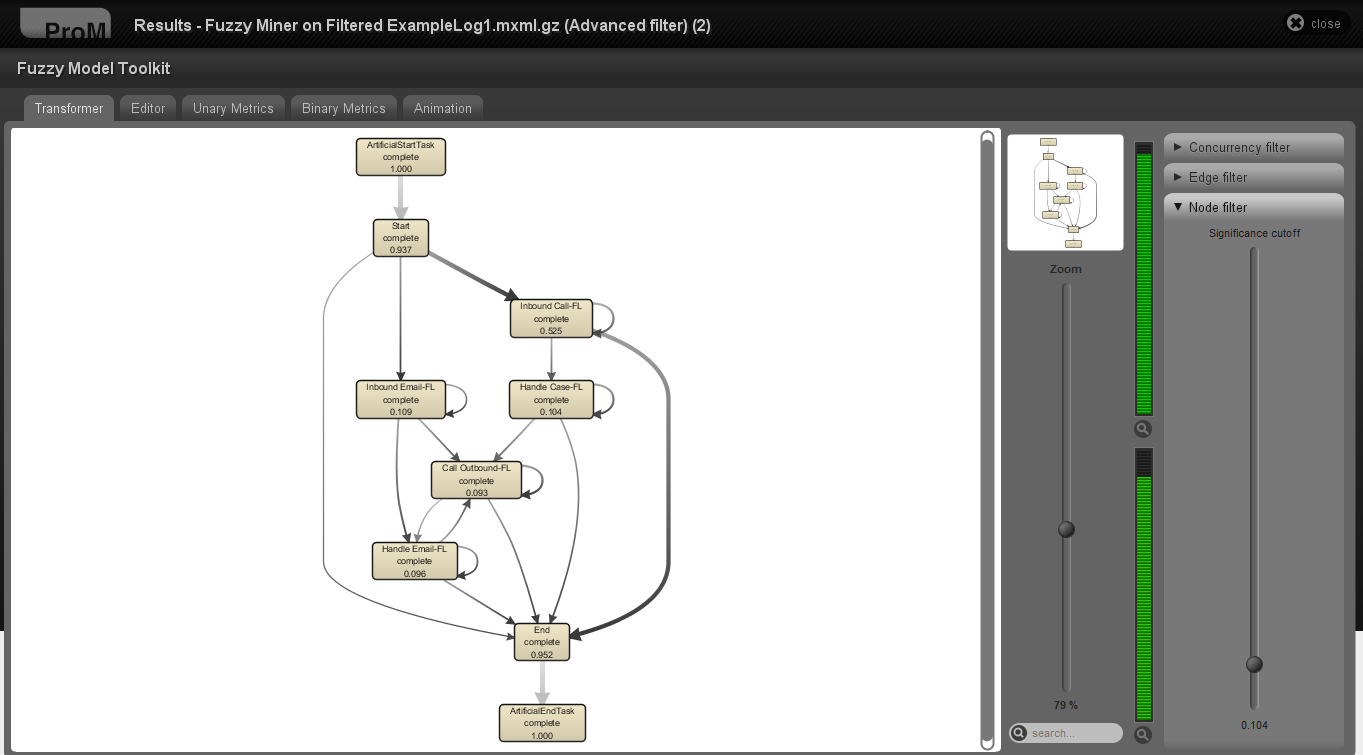 ProM
Results - Fuzzy Miner on Filtered ExampleLog1.mxml.gz (Advanced filter) (2)
close
Fuzzy Model Toolkit
Transformer
Editor
Unary Metrics
Binary Metrics
Animation
ArtificialStartTask
complete
1.000
Start
complete
0.937
Inbound Call-FL
complete
0.525
Inbound Email-FL
complete
0.109
Handle Case-FL
complete
0.104
Call Outbound-FL
complete
0.093
Handle Email-FL
complete
0.096
End
complete
0.952
ArtificialEndTask
complete
1.000
Zoom
79 %
search...
Concurrency filter
Edge filter
Node filter
Significance cutoff
0.104